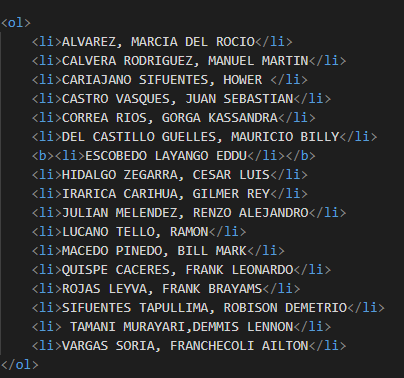 <ol>
<li>ALVAREZ, MARCIA DEL ROCIO</li>
<li>CALVERA RODRIGUEZ, MANUEL MARTIN</li>
<li>CARIAJANO SIFUENTES, HOWER </li>
<li>CASTRO VASQUES, JUAN SEBASTIAN</li>
<li>CORREA RIOS, GORGA KASSANDRA</li>
<li>DEL CASTILLO GUELLES, MAURICIO BILLY</li>
<b><li>ESCOBEDO LAYANGO EDDU</li></b>
<li>HIDALGO ZEGARRA, CESAR LUIS</li>
<li>IRARICA CARIHUA, GILMER REY</li>
<li>JULIAN MELENDEZ, RENZO ALEJANDRO</li>
<li>LUCANO TELLO, RAMON</li>
<li>MACEDO PINEDO, BILL MARK</li>
<li>QUISPE CACERES, FRANK LEONARDO</li>
<li>ROJAS LEYVA, FRANK BRAYAMS</li>
<li>SIFUENTES TAPULLIMA, ROBISON DEMETRIO</li>
<li> TAMANI MURAYARI,DEMMIS LENNON</li>
<li>VARGAS SORIA, FRANCHECOLI AILTON</li>
</ol>